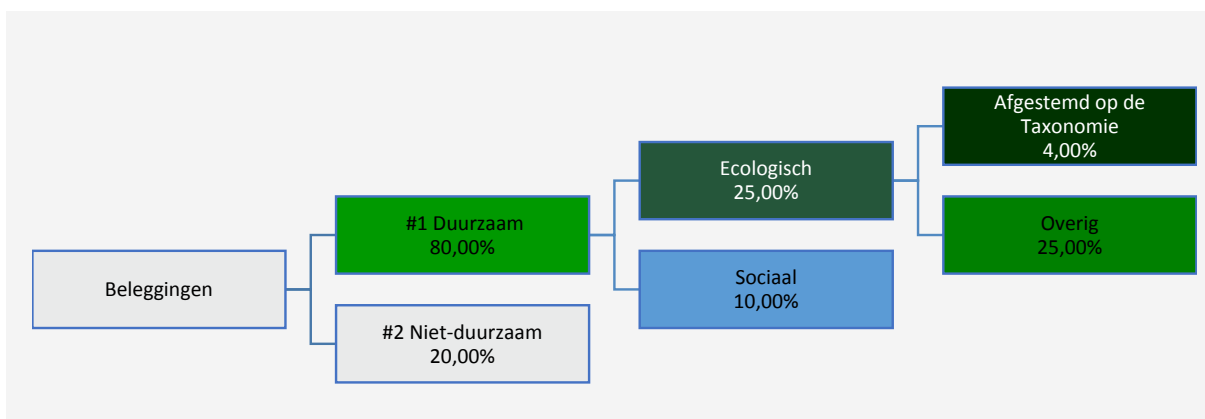 Beleggingen
#1 Duurzaam
80,00%
#2 Niet-duurzaam
20,00%
Ecologisch
25,00%
Sociaal
10,00%
Afgestemd op de
Taxonomie
4,00%
Overig
25,00%